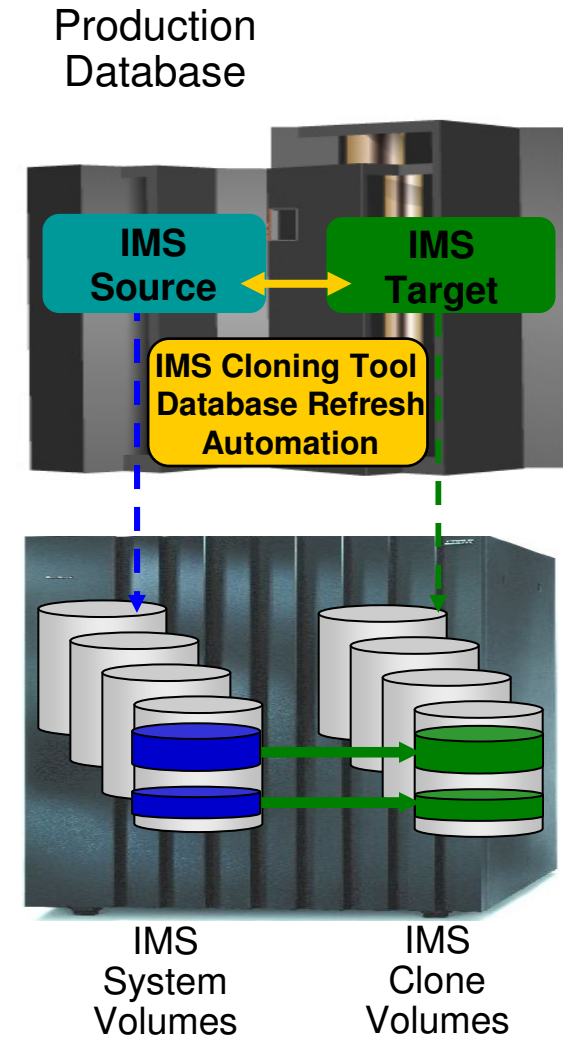 Production
Database
IMS
Source
IMS
Target
IMS Cloning Tool
Database Refresh
Automation
IMS
System
Volumes
IMS
Clone
Volumes